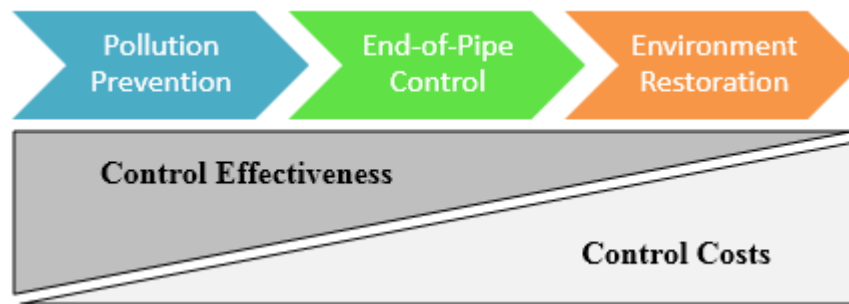 Pollution
Prevention
End-of-Pipe
Control
Environment
Restoration
Control Effectiveness
Control Costs